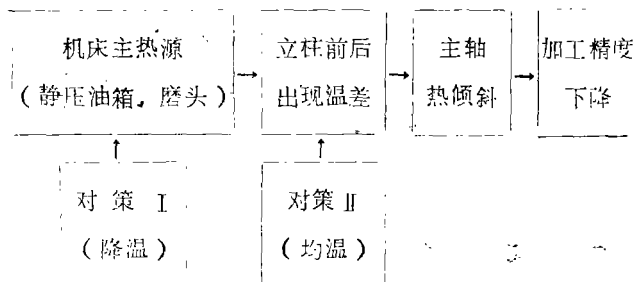 机床主热源
（静压油箱，磨头）
→
立柱前后
出现温差
→
主轴
热倾斜
→
加工精度
下降
↑
↑
对策 I
（降温）
对策 II
（均温）